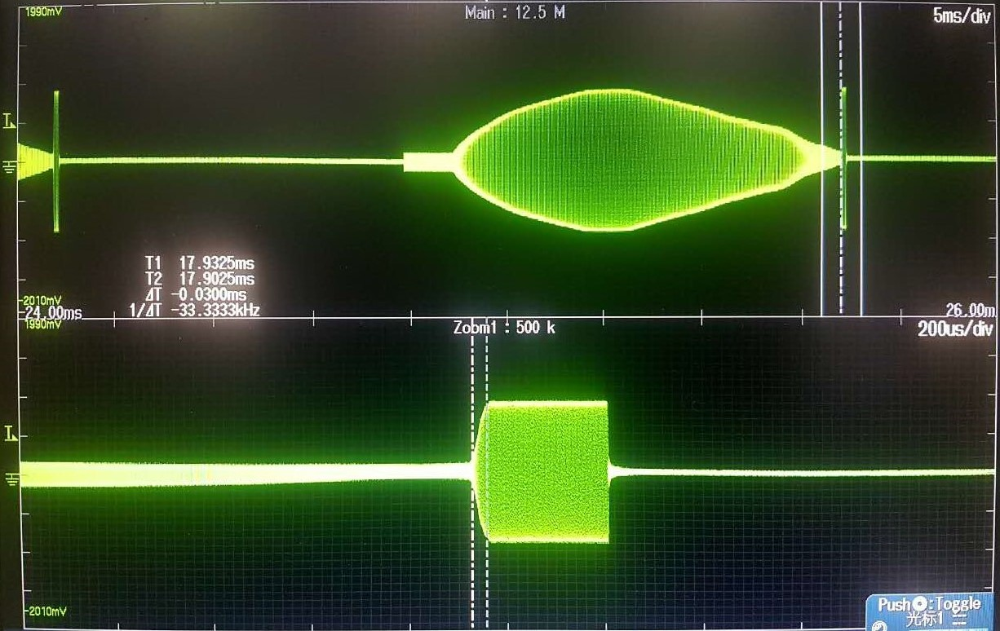 1990mV
Main : 12.5 M
5ms/div
T1 17.9325ms
T2 17.9025ms
ΔT -0.0300ms
1/ΔT -33.3333kHz
-2010mV
-24.00ms
26.00m
1990mV
Zoom1 : 500 k
200us/div
-2010mV
Push :Toggle
光标1